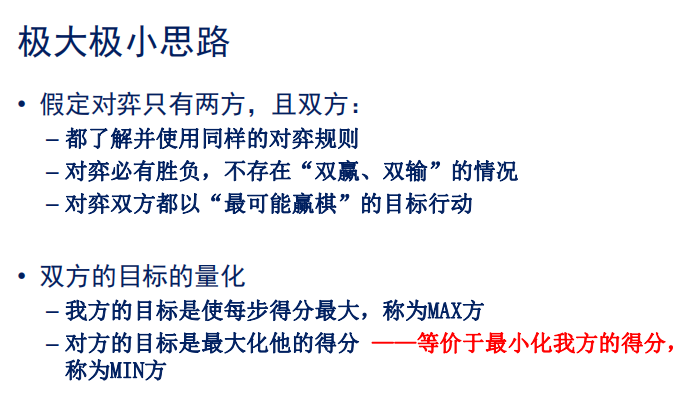 极大极小思路
• 假定对弈只有两方，且双方：
– 都了解并使用同样的对弈规则
– 对弈必有胜负，不存在“双赢、双输”的情况
– 对弈双方都以“最可能赢棋”的目标行动
• 双方的目标的量化
– 我方的目标是使每步得分最大，称为MAX方
– 对方的目标是最大化他的得分 ——等价于最小化我方的得分，
称为MIN方